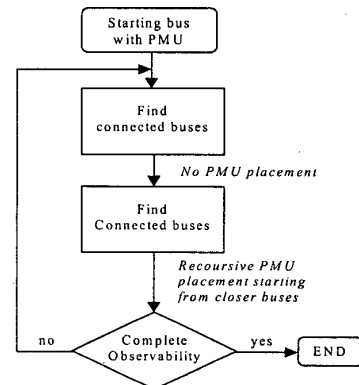 Starting bus
with PMU
Find
connected buses
No PMU placement
Find
Connected buses
Recoursive PMU
placement starting
from closer buses
no
Complete
Observability
yes
END